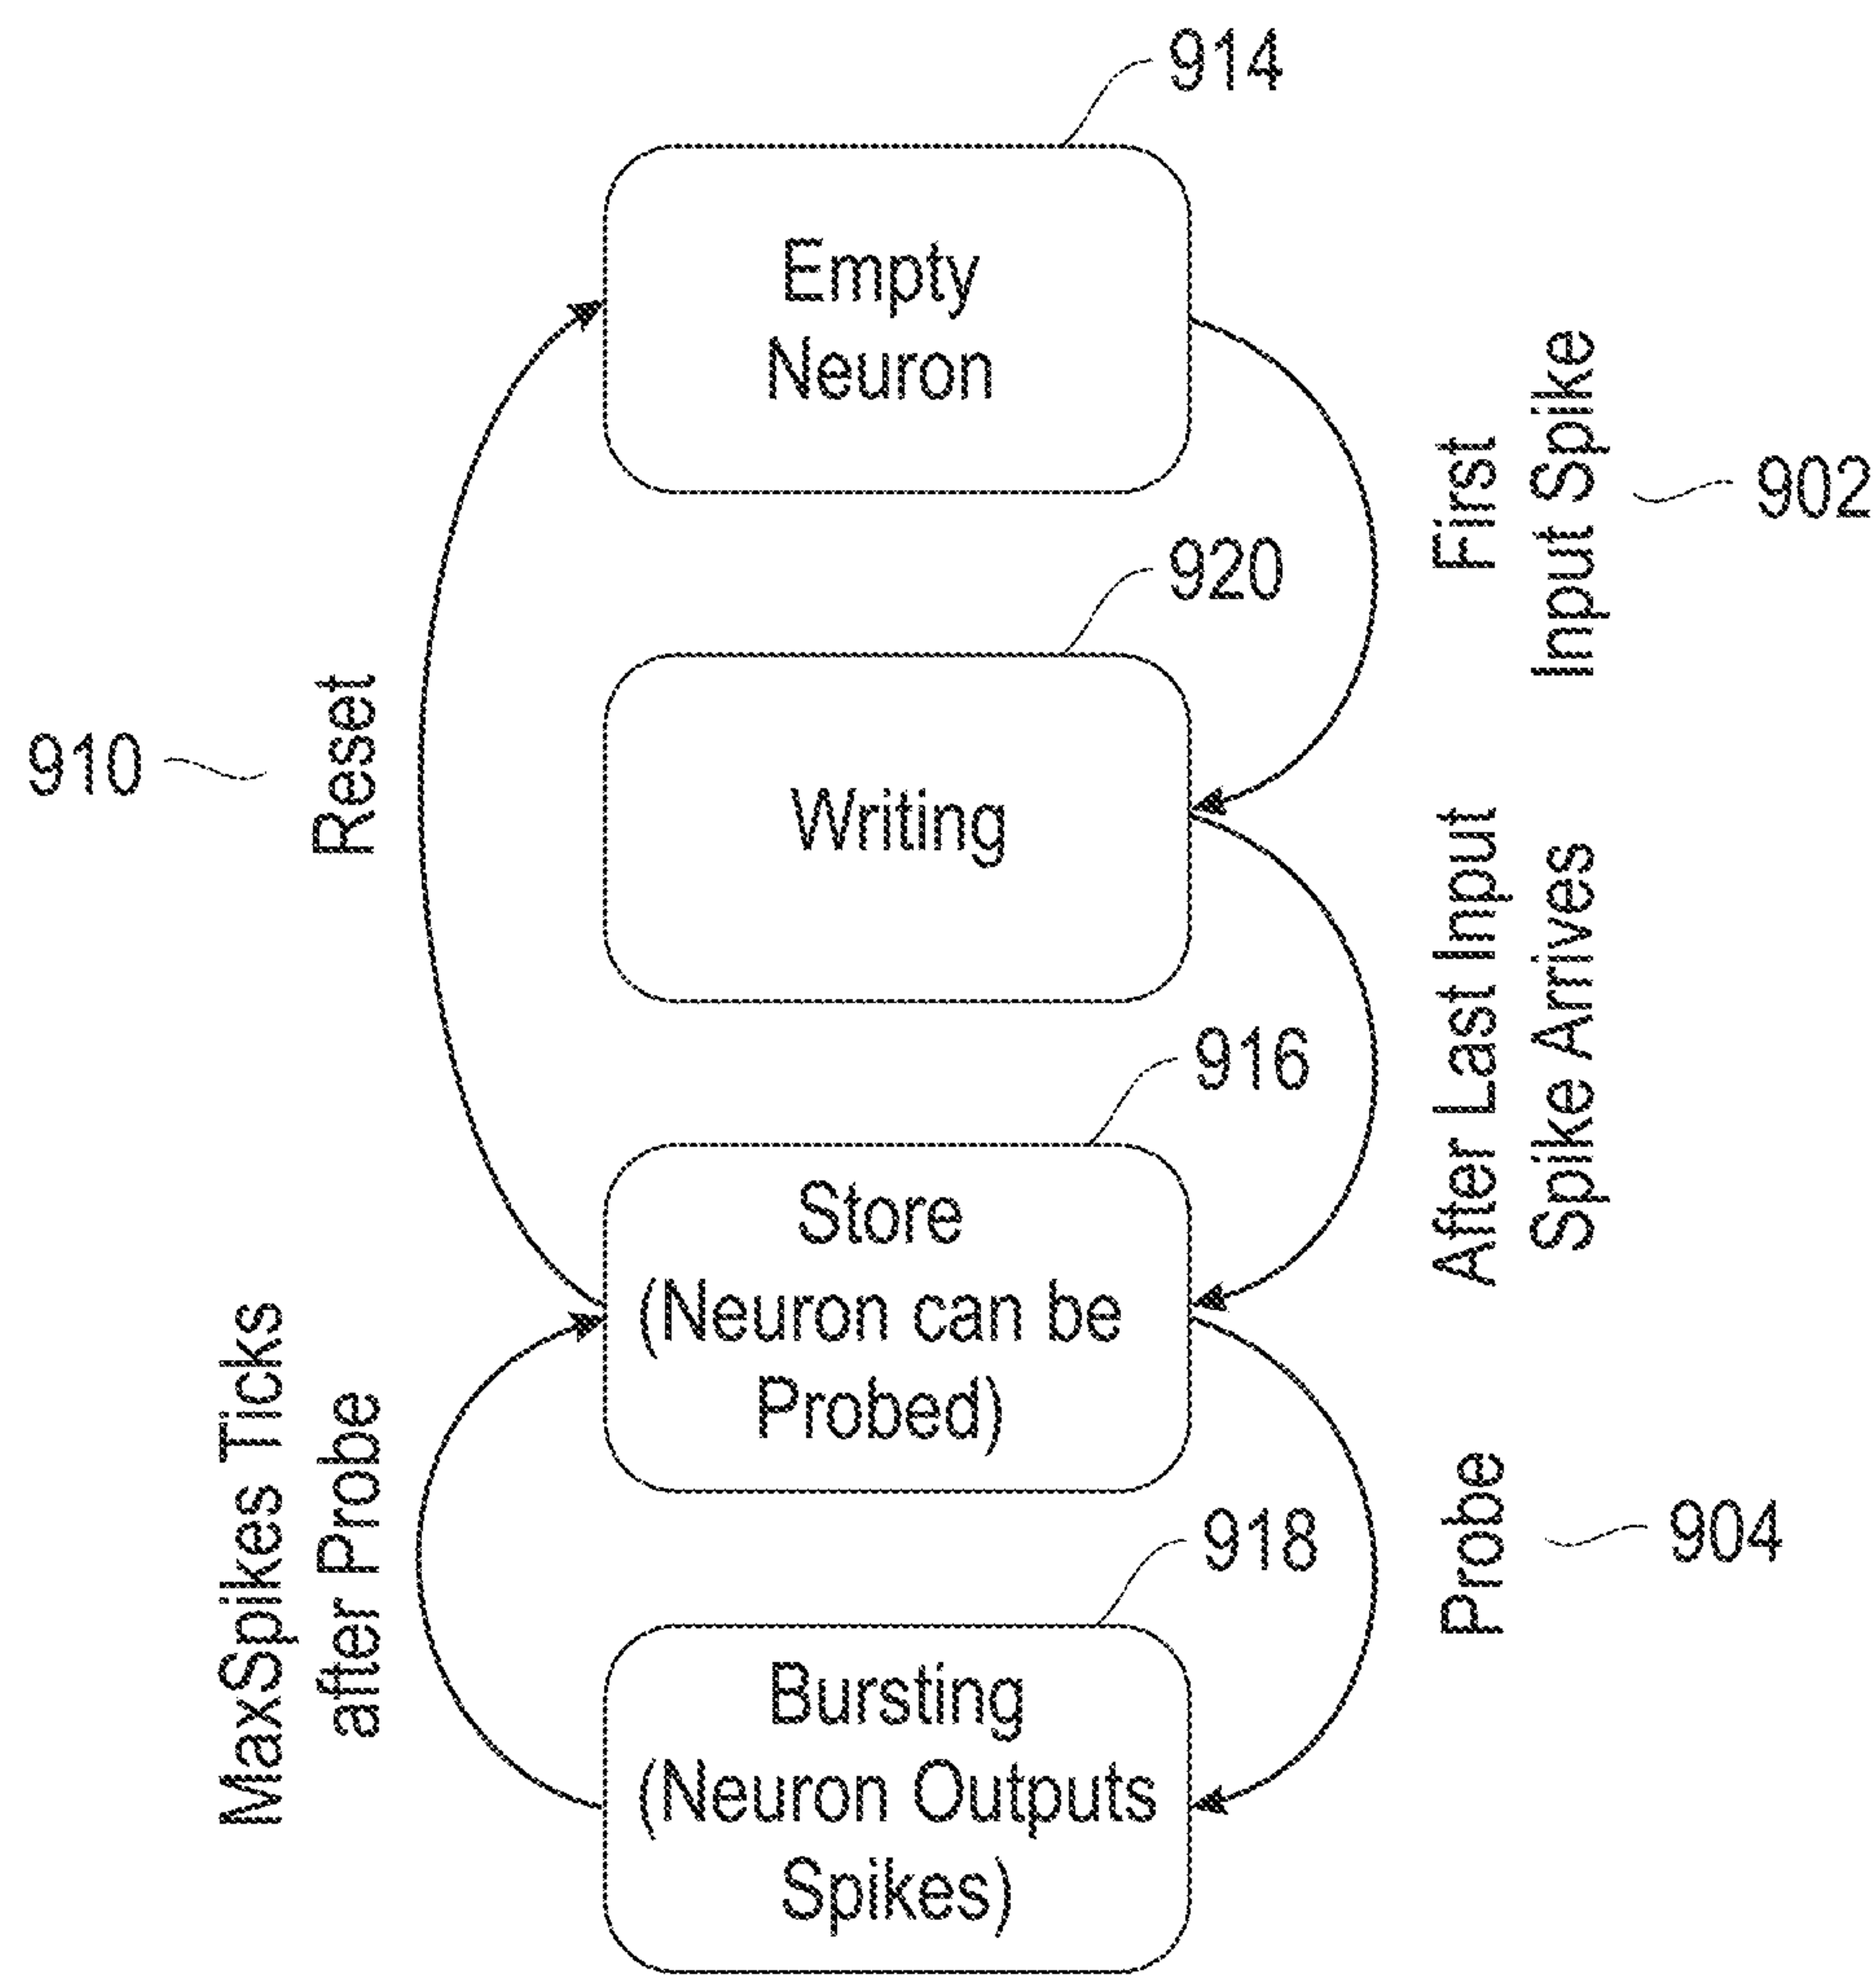 914
Empty
Neuron
First
Input Spike
902
920
910
Reset
Writing
After Last Input
Spike Arrives
916
Store
(Neuron can be
Probed)
MaxSpikes Ticks
after Probe
918
Probe
904
Bursting
(Neuron Outputs
Spikes)